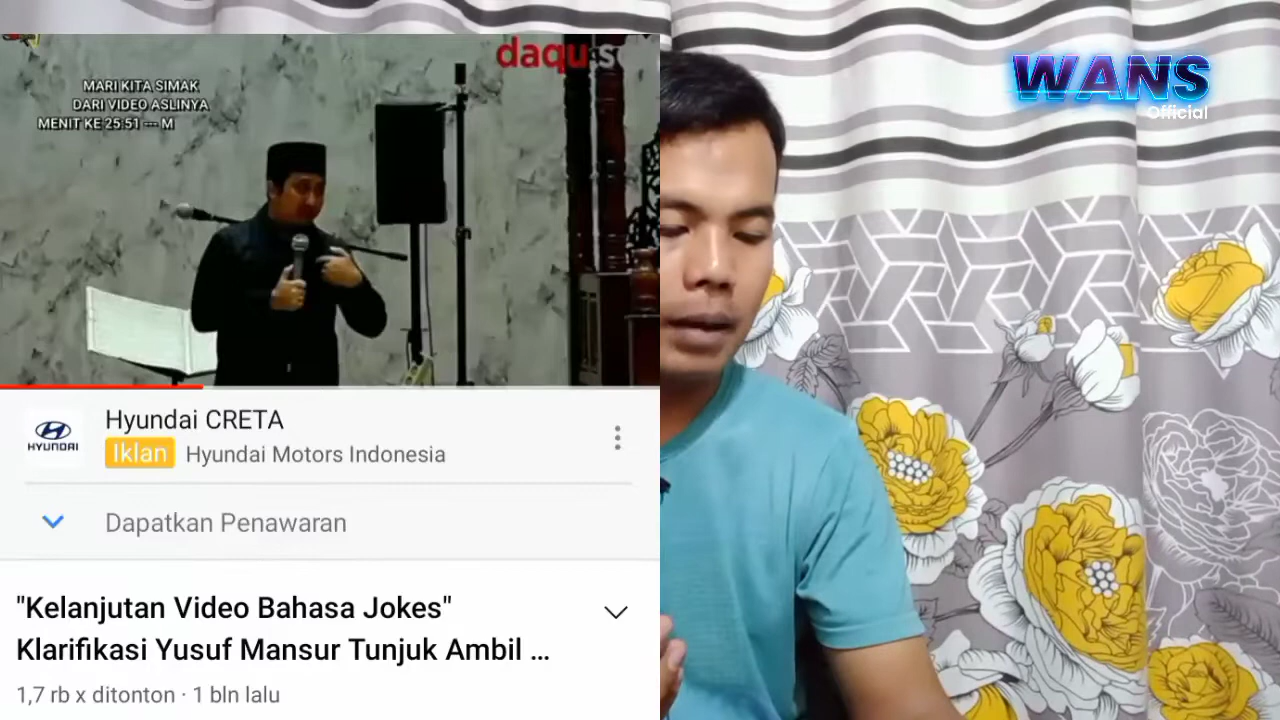 daqu
MARI KITA SIMAK
DARI VIDEO ASLINYA
MENIT KE 25:51 --- M
WANS
Official
HYUNDAI
Hyundai CRETA
Iklan Hyundai Motors Indonesia
Dapatkan Penawaran
"Kelanjutan Video Bahasa Jokes"
Klarifikasi Yusuf Mansur Tunjuk Ambil ...
1,7 rb x ditonton · 1 bln lalu